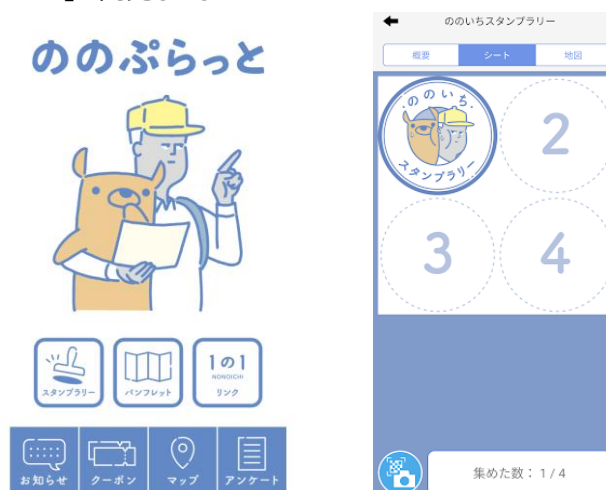 ののぷらっと
スタンプラリー
パンフレット
1の1
NONOICHI
リンク
お知らせ
クーポン
マップ
アンケート
ののいちスタンプラリー
概要
シート
地図
ののいち
スタンプラリー
2
3
4
集めた数：1/4